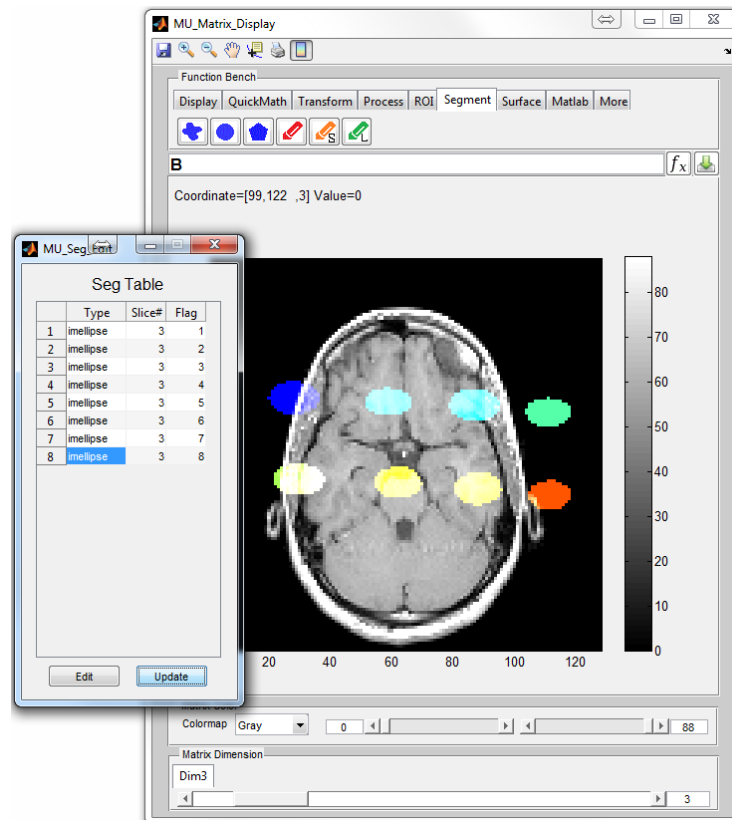 MU_Matrix_Display
Function Bench
Display QuickMath Transform Process ROI Segment Surface Matlab More
S L
B
fx
Coordinate=[99,122 ,3] Value=0
MU_Seg_Edit
Seg Table
Type Slice# Flag
1 imellipse 3 1
2 imellipse 3 2
3 imellipse 3 3
4 imellipse 3 4
5 imellipse 3 5
6 imellipse 3 6
7 imellipse 3 7
8 imellipse 3 8
Edit Update
80
70
60
50
40
30
20
10
0
20 40 60 80 100 120
Matrix Color
Colormap Gray 0 88
Matrix Dimension
Dim3
3